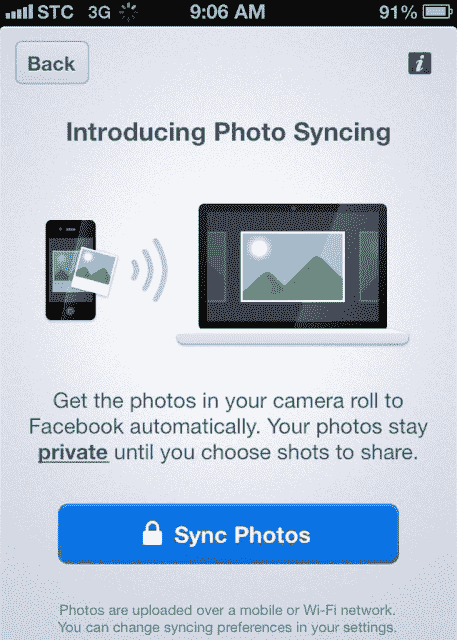 STC 3G 9:06 AM 91%
Back
Introducing Photo Syncing
Get the photos in your camera roll to
Facebook automatically. Your photos stay
private until you choose shots to share.
Sync Photos
Photos are uploaded over a mobile or Wi-Fi network.
You can change syncing preferences in your settings.